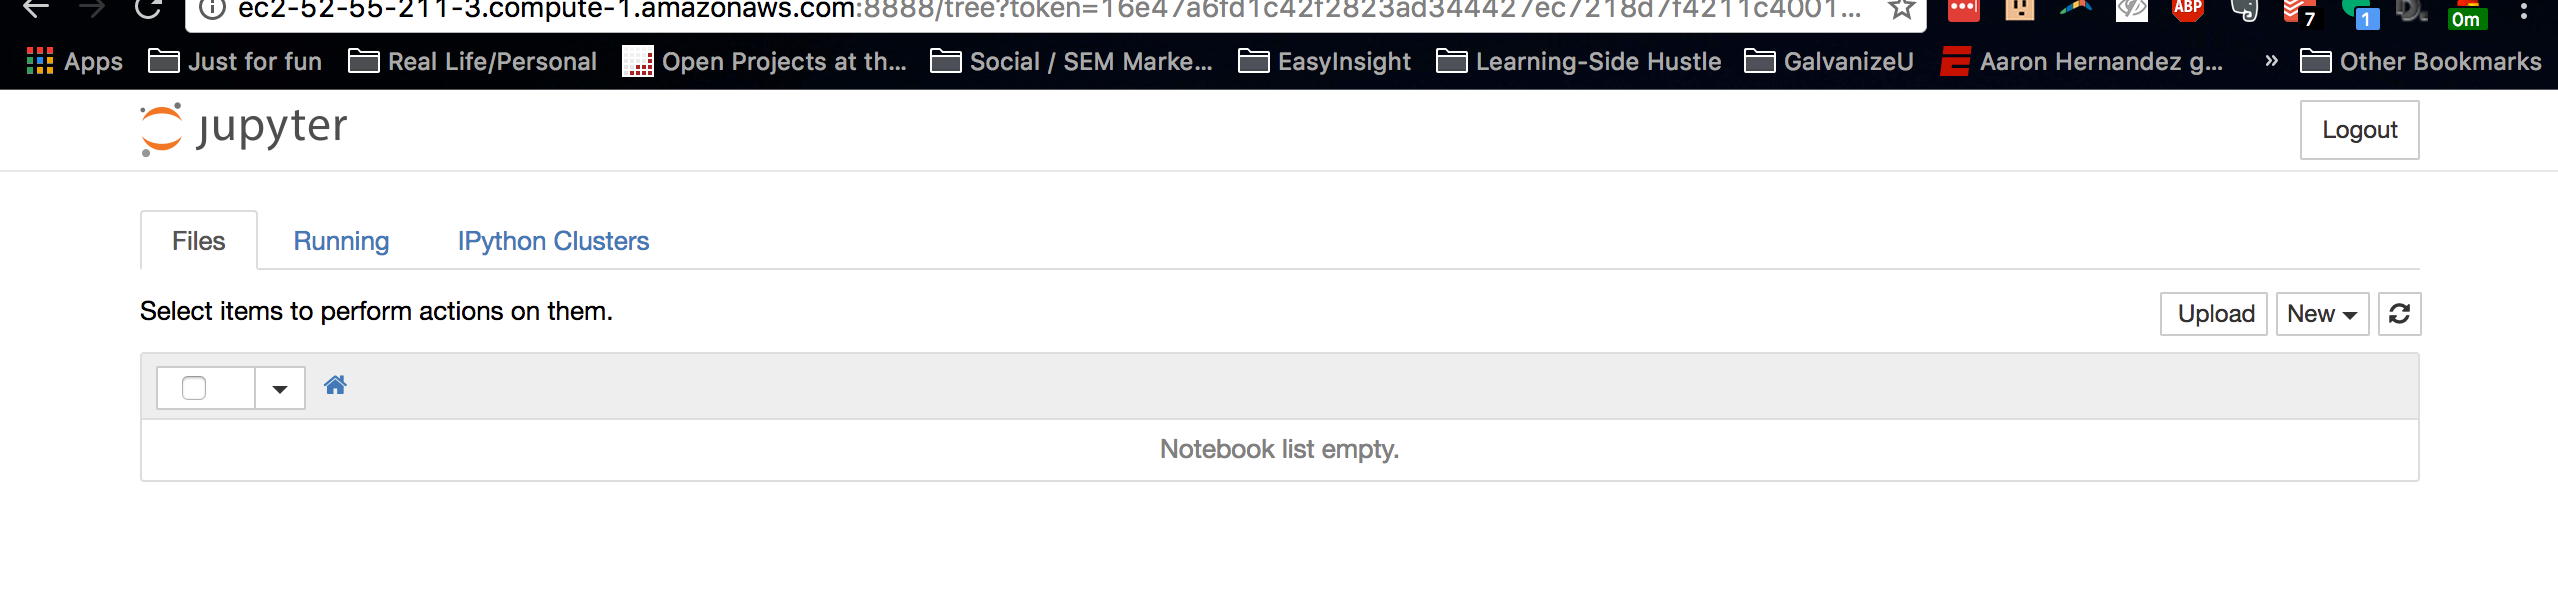 ec2-52-55-211-3.compute-1.amazonaws.com:8888/tree?token=16e47a6fd1c42f2823ad344427ec7218d7f4211c4001...
ABP 7 1 0m
Apps Just for fun Real Life/Personal Open Projects at th... Social / SEM Marke... EasyInsight Learning-Side Hustle GalvanizeU Aaron Hernandez g... » Other Bookmarks
jupyter Logout
Files Running IPython Clusters
Select items to perform actions on them. Upload New
Notebook list empty.